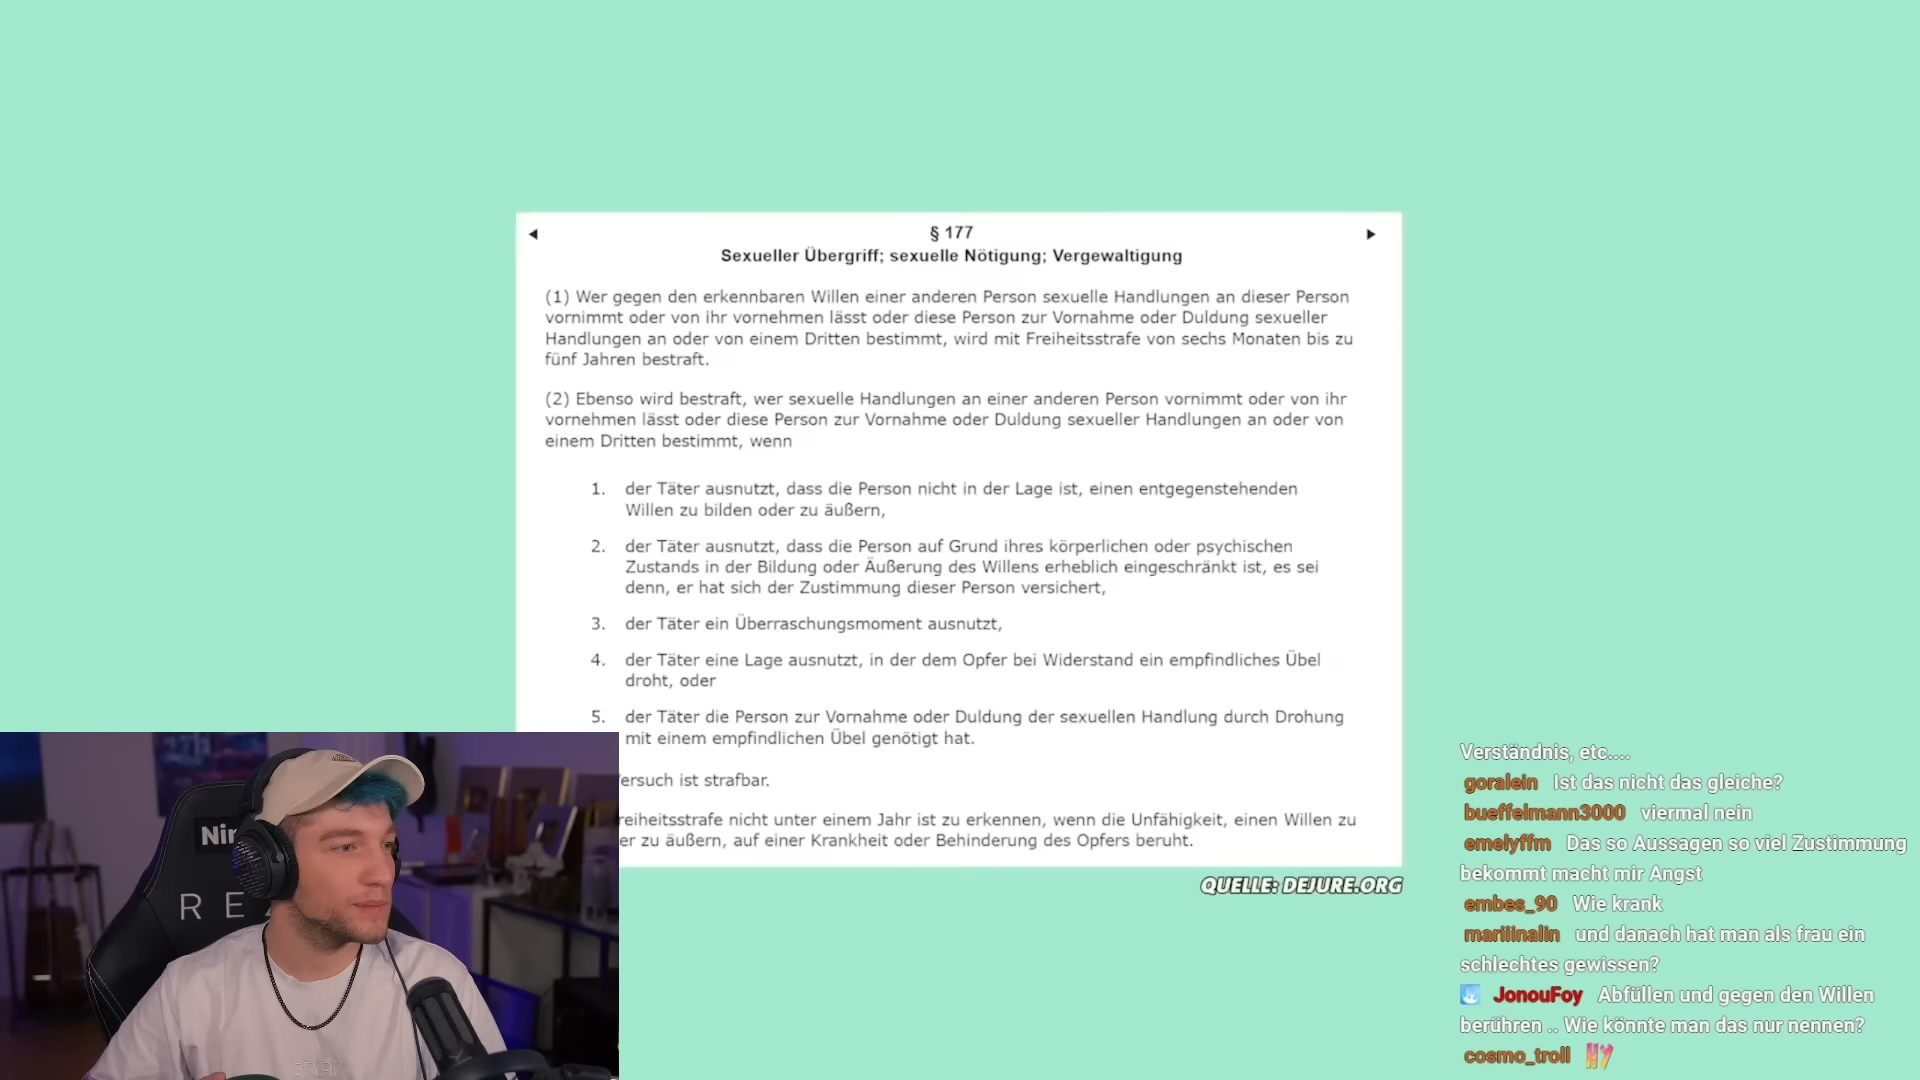 § 177
Sexueller Übergriff; sexuelle Nötigung; Vergewaltigung
(1) Wer gegen den erkennbaren Willen einer anderen Person sexuelle Handlungen an dieser Person
vornimmt oder von ihr vornehmen lässt oder diese Person zur Vornahme oder Duldung sexueller
Handlungen an oder von einem Dritten bestimmt, wird mit Freiheitsstrafe von sechs Monaten bis zu
fünf Jahren bestraft.
(2) Ebenso wird bestraft, wer sexuelle Handlungen an einer anderen Person vornimmt oder von ihr
vornehmen lässt oder diese Person zur Vornahme oder Duldung sexueller Handlungen an oder von
einem Dritten bestimmt, wenn
1. der Täter ausnutzt, dass die Person nicht in der Lage ist, einen entgegenstehenden
Willen zu bilden oder zu äußern,
2. der Täter ausnutzt, dass die Person auf Grund ihres körperlichen oder psychischen
Zustands in der Bildung oder Äußerung des Willens erheblich eingeschränkt ist, es sei
denn, er hat sich der Zustimmung dieser Person versichert,
3. der Täter ein Überraschungsmoment ausnutzt,
4. der Täter eine Lage ausnutzt, in der dem Opfer bei Widerstand ein empfindliches Übel
droht, oder
5. der Täter die Person zur Vornahme oder Duldung der sexuellen Handlung durch Drohung
mit einem empfindlichen Übel genötigt hat.
ersuch ist strafbar.
reiheitsstrafe nicht unter einem Jahr ist zu erkennen, wenn die Unfähigkeit, einen Willen zu
er zu äußern, auf einer Krankheit oder Behinderung des Opfers beruht.
QUELLE: DEJURE.ORG
Nin
R E
Verständnis, etc....
goralein Ist das nicht das gleiche?
bueffelmann3000 viermal nein
emelyffm Das so Aussagen so viel Zustimmung
bekommt macht mir Angst
embes_90 Wie krank
mariiinalin und danach hat man als frau ein
schlechtes gewissen?
JonouFoy Abfüllen und gegen den Willen
berühren .. Wie könnte man das nur nennen?
cosmo_troll